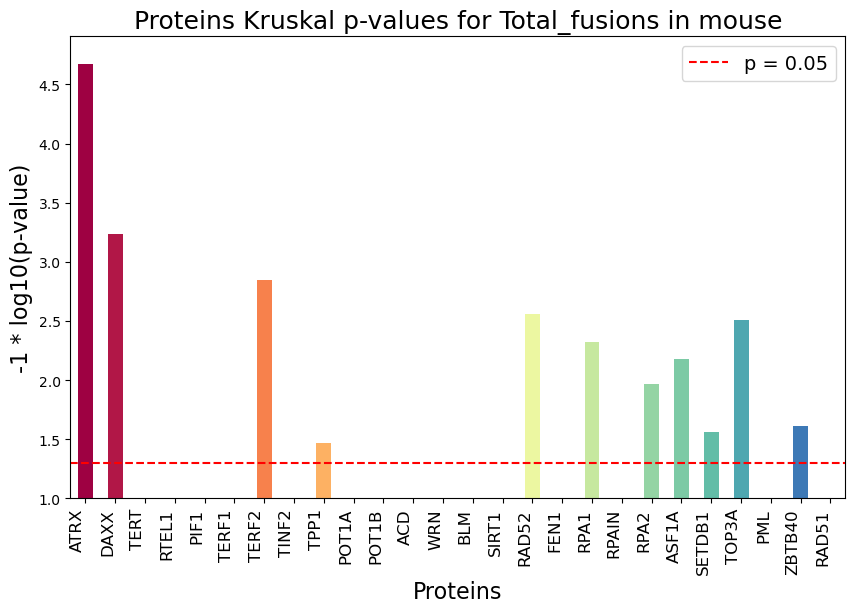 Proteins Kruskal p-values for Total_fusions in mouse
p = 0.05
-1 * log10(p-value)
4.5
4.0
3.5
3.0
2.5
2.0
1.5
1.0
ATRX
DAXX
TERT
RTEL1
PIF1
TERF1
TERF2
TINF2
TPP1
POT1A
POT1B
ACD
WRN
BLM
SIRT1
RAD52
FEN1
RPA1
RPAIN
RPA2
ASF1A
SETDB1
TOP3A
PML
ZBTB40
RAD51
Proteins